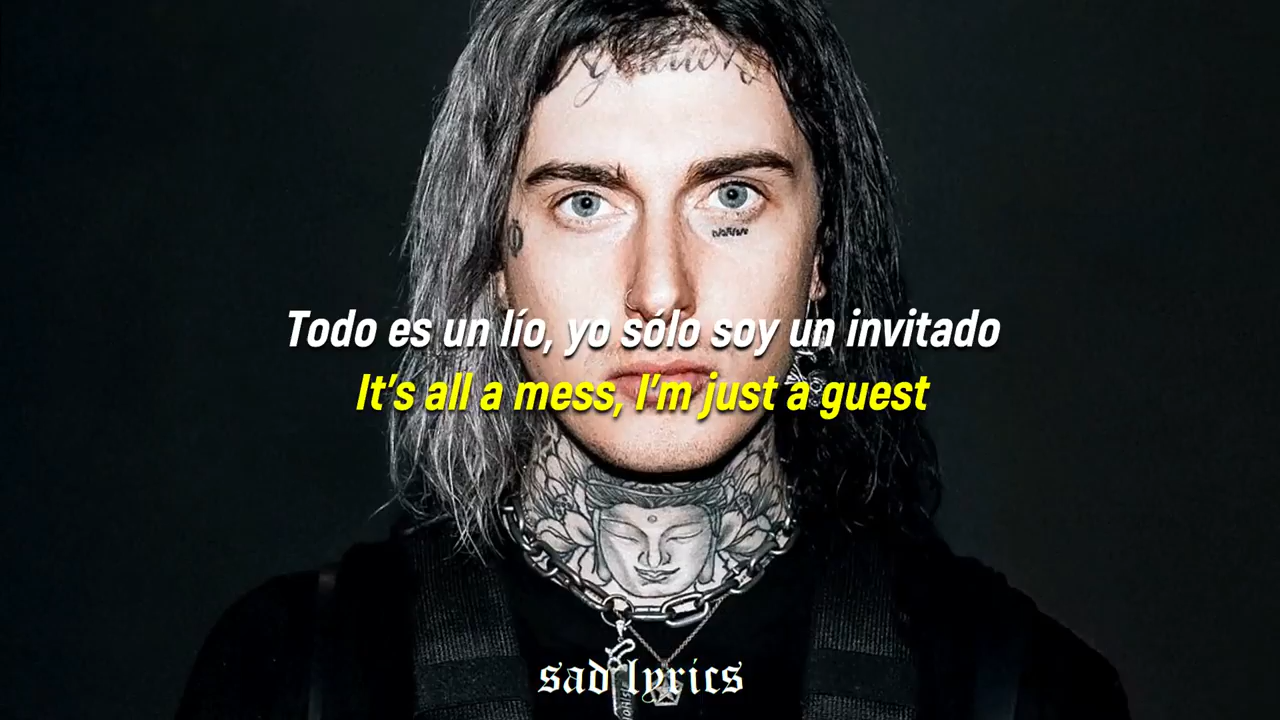 Todo es un lío, yo sólo soy un invitado
It's all a mess, I'm just a guest
sad lyrics